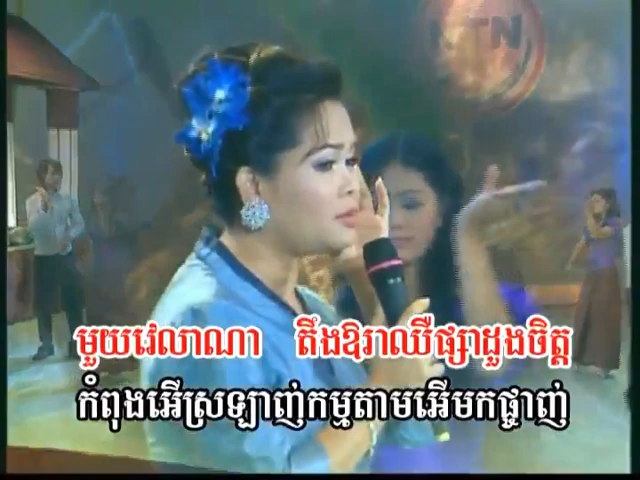 CTN
មួយវេលាណា តឹងឱរាឈឺផ្សាដួងចិត្ត
កំពុងអើស្រឡាញ់កម្មតាមអើមកផ្ចាញ់